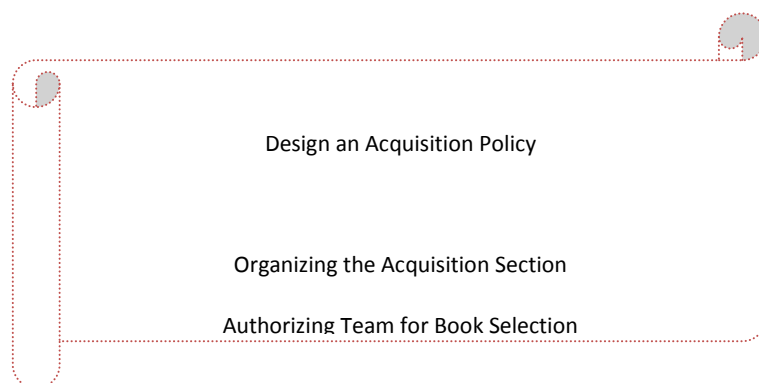 Design an Acquisition Policy
Organizing the Acquisition Section
Authorizing Team for Book Selection